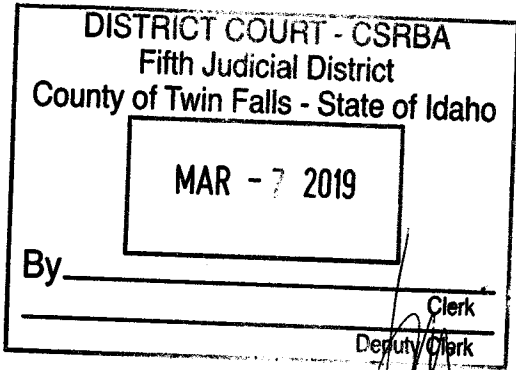 DISTRICT COURT - CSRBA
Fifth Judicial District
County of Twin Falls - State of Idaho
MAR - 7 2019
By
Clerk
Deputy Clerk